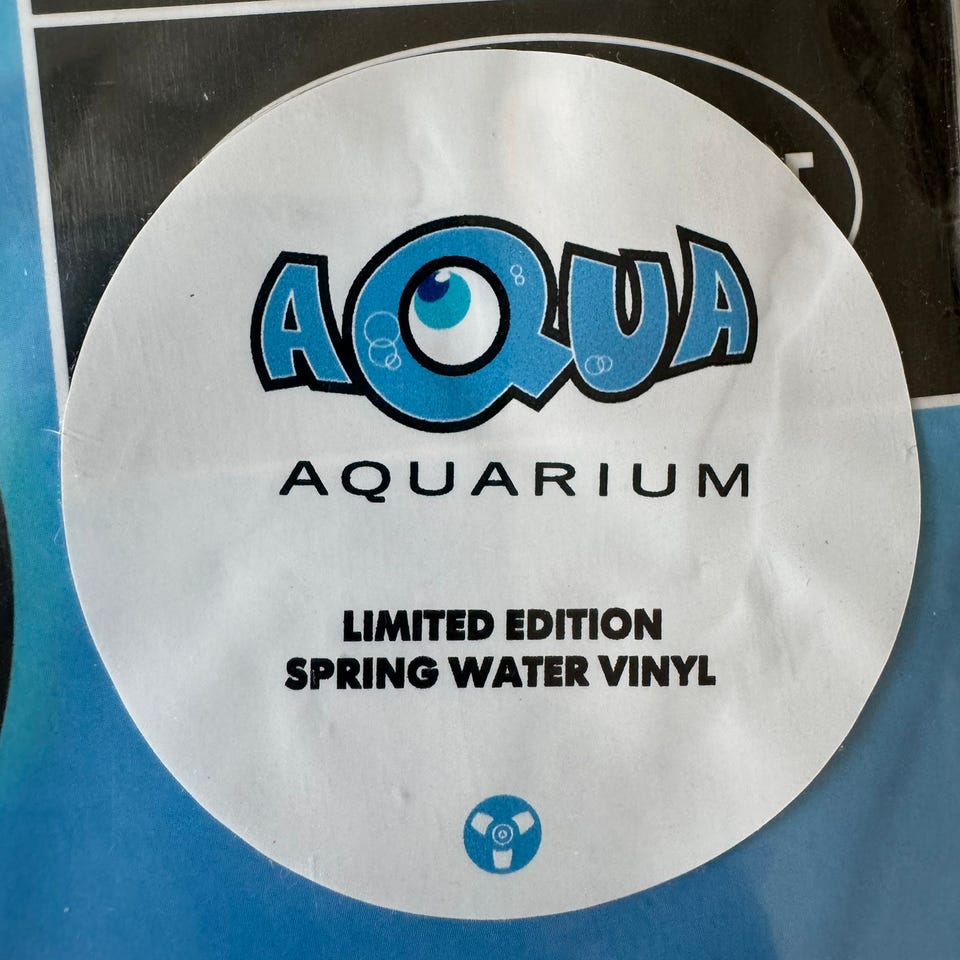 AQUA
AQUARIUM
LIMITED EDITION
SPRING WATER VINYL